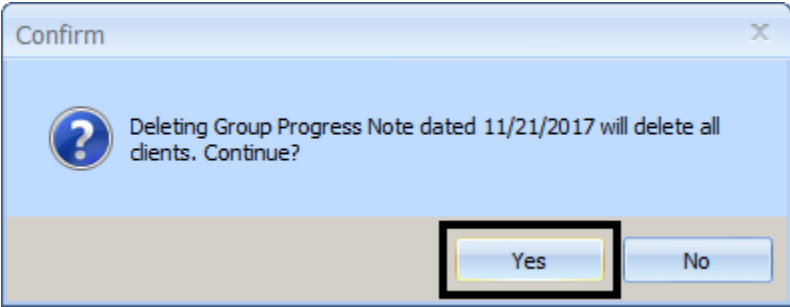 Confirm
Deleting Group Progress Note dated 11/21/2017 will delete all
clients. Continue?
Yes No